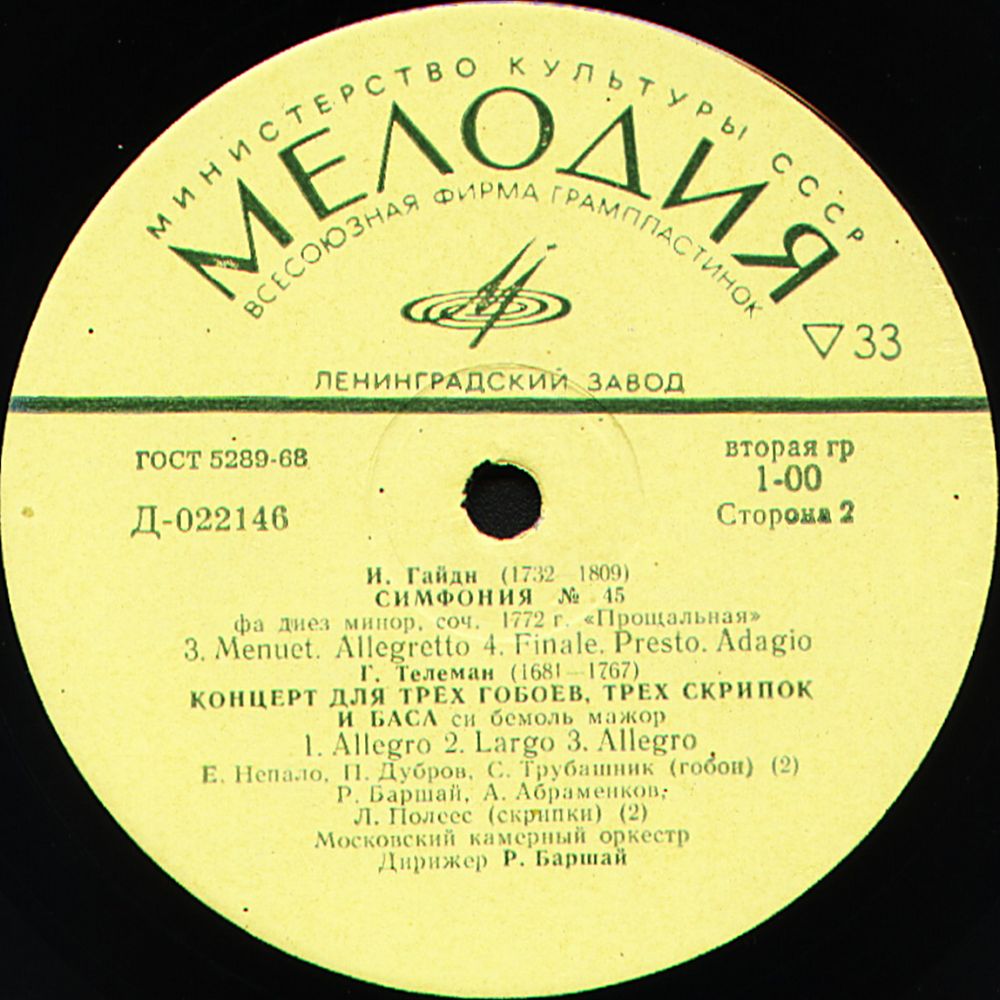 МИНИСТЕРСТВО КУЛЬТУРЫ СССР
МЕЛОДИЯ
ВСЕСОЮЗНАЯ ФИРМА ГРАМПЛАСТИНОК
▽33
ЛЕНИНГРАДСКИЙ ЗАВОД
ГОСТ 5289-68
вторая гр
1-00
Д-022146
Сторона 2
И. Гайдн (1732—1809)
СИМФОНИЯ № 45
фа диез минор, соч. 1772 г. «Прощальная»
3. Menuet. Allegretto 4. Finale. Presto. Adagio
Г. Телеман (1681—1767)
КОНЦЕРТ ДЛЯ ТРЕХ ГОБОЕВ, ТРЕХ СКРИПОК
И БАСА си бемоль мажор
1. Allegro 2. Largo 3. Allegro
Е. Непало, П. Дубров, С. Трубашник (гобои) (2)
Р. Баршай, А. Абраменков,
Л. Полеес (скрипки) (2)
Московский камерный оркестр
Дирижер Р. Баршай